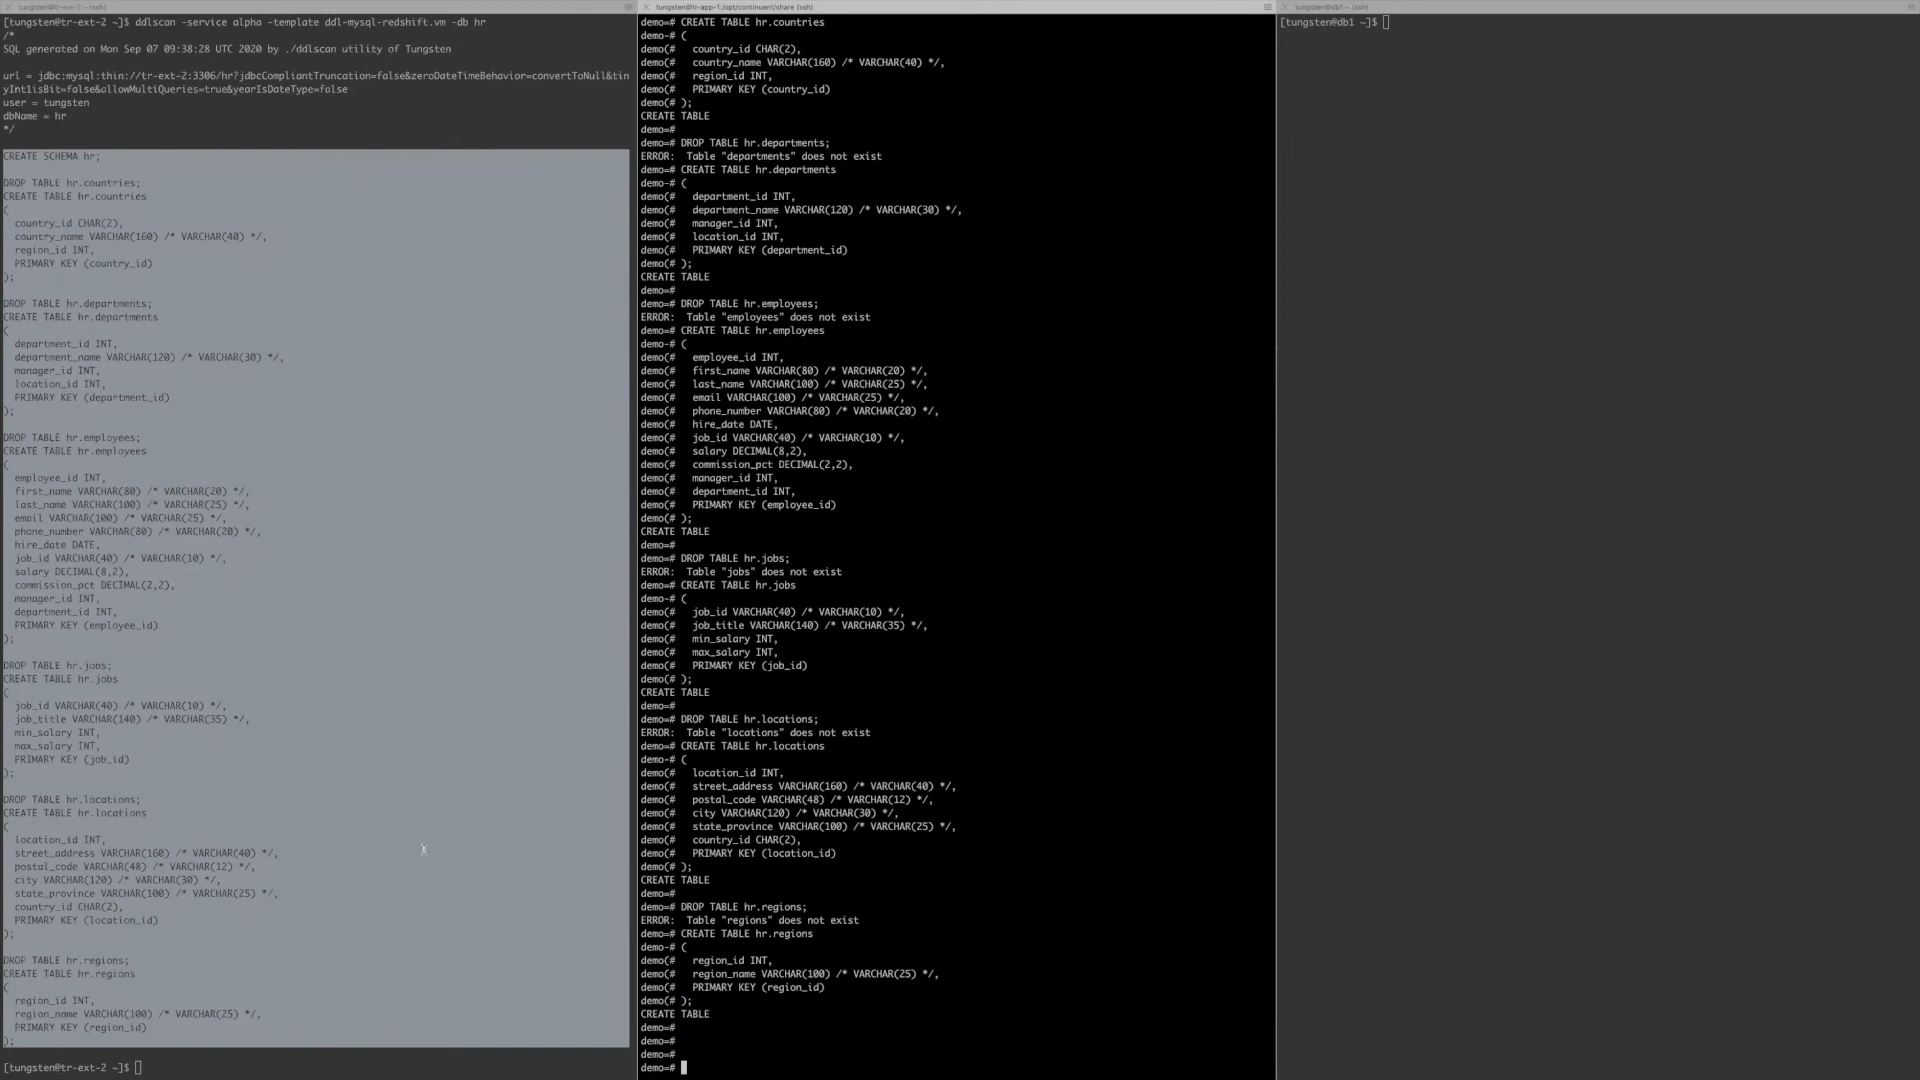 tungsten@tr-ext-2:~ (ssh)
[tungsten@tr-ext-2 ~]$ ddlscan -service alpha -template ddl-mysql-redshift.vm -db hr
/*
SQL generated on Mon Sep 07 09:38:28 UTC 2020 by ./ddlscan utility of Tungsten
url = jdbc:mysql:thin://tr-ext-2:3306/hr?jdbcCompliantTruncation=false&zeroDateTimeBehavior=convertToNull&tin
yInt1isBit=false&allowMultiQueries=true&yearIsDateType=false
user = tungsten
dbName = hr
*/
CREATE SCHEMA hr;
DROP TABLE hr.countries;
CREATE TABLE hr.countries
(
country_id CHAR(2),
country_name VARCHAR(160) /* VARCHAR(40) */,
region_id INT,
PRIMARY KEY (country_id)
);
DROP TABLE hr.departments;
CREATE TABLE hr.departments
(
department_id INT,
department_name VARCHAR(120) /* VARCHAR(30) */,
manager_id INT,
location_id INT,
PRIMARY KEY (department_id)
);
DROP TABLE hr.employees;
CREATE TABLE hr.employees
(
employee_id INT,
first_name VARCHAR(80) /* VARCHAR(20) */,
last_name VARCHAR(100) /* VARCHAR(25) */,
email VARCHAR(100) /* VARCHAR(25) */,
phone_number VARCHAR(80) /* VARCHAR(20) */,
hire_date DATE,
job_id VARCHAR(40) /* VARCHAR(10) */,
salary DECIMAL(8,2),
commission_pct DECIMAL(2,2),
manager_id INT,
department_id INT,
PRIMARY KEY (employee_id)
);
DROP TABLE hr.jobs;
CREATE TABLE hr.jobs
(
job_id VARCHAR(40) /* VARCHAR(10) */,
job_title VARCHAR(140) /* VARCHAR(35) */,
min_salary INT,
max_salary INT,
PRIMARY KEY (job_id)
);
DROP TABLE hr.locations;
CREATE TABLE hr.locations
(
location_id INT,
street_address VARCHAR(160) /* VARCHAR(40) */,
postal_code VARCHAR(48) /* VARCHAR(12) */,
city VARCHAR(120) /* VARCHAR(30) */,
state_province VARCHAR(100) /* VARCHAR(25) */,
country_id CHAR(2),
PRIMARY KEY (location_id)
);
DROP TABLE hr.regions;
CREATE TABLE hr.regions
(
region_id INT,
region_name VARCHAR(100) /* VARCHAR(25) */,
PRIMARY KEY (region_id)
);
[tungsten@tr-ext-2 ~]$
tungsten@tr-app-1:/opt/continuent/share (ssh)
demo=# CREATE TABLE hr.countries
demo-# (
demo(# country_id CHAR(2),
demo(# country_name VARCHAR(160) /* VARCHAR(40) */,
demo(# region_id INT,
demo(# PRIMARY KEY (country_id)
demo(# );
CREATE TABLE
demo=#
demo=# DROP TABLE hr.departments;
ERROR: Table "departments" does not exist
demo=# CREATE TABLE hr.departments
demo-# (
demo(# department_id INT,
demo(# department_name VARCHAR(120) /* VARCHAR(30) */,
demo(# manager_id INT,
demo(# location_id INT,
demo(# PRIMARY KEY (department_id)
demo(# );
CREATE TABLE
demo=#
demo=# DROP TABLE hr.employees;
ERROR: Table "employees" does not exist
demo=# CREATE TABLE hr.employees
demo-# (
demo(# employee_id INT,
demo(# first_name VARCHAR(80) /* VARCHAR(20) */,
demo(# last_name VARCHAR(100) /* VARCHAR(25) */,
demo(# email VARCHAR(100) /* VARCHAR(25) */,
demo(# phone_number VARCHAR(80) /* VARCHAR(20) */,
demo(# hire_date DATE,
demo(# job_id VARCHAR(40) /* VARCHAR(10) */,
demo(# salary DECIMAL(8,2),
demo(# commission_pct DECIMAL(2,2),
demo(# manager_id INT,
demo(# department_id INT,
demo(# PRIMARY KEY (employee_id)
demo(# );
CREATE TABLE
demo=#
demo=# DROP TABLE hr.jobs;
ERROR: Table "jobs" does not exist
demo=# CREATE TABLE hr.jobs
demo-# (
demo(# job_id VARCHAR(40) /* VARCHAR(10) */,
demo(# job_title VARCHAR(140) /* VARCHAR(35) */,
demo(# min_salary INT,
demo(# max_salary INT,
demo(# PRIMARY KEY (job_id)
demo(# );
CREATE TABLE
demo=#
demo=# DROP TABLE hr.locations;
ERROR: Table "locations" does not exist
demo=# CREATE TABLE hr.locations
demo-# (
demo(# location_id INT,
demo(# street_address VARCHAR(160) /* VARCHAR(40) */,
demo(# postal_code VARCHAR(48) /* VARCHAR(12) */,
demo(# city VARCHAR(120) /* VARCHAR(30) */,
demo(# state_province VARCHAR(100) /* VARCHAR(25) */,
demo(# country_id CHAR(2),
demo(# PRIMARY KEY (location_id)
demo(# );
CREATE TABLE
demo=#
demo=# DROP TABLE hr.regions;
ERROR: Table "regions" does not exist
demo=# CREATE TABLE hr.regions
demo-# (
demo(# region_id INT,
demo(# region_name VARCHAR(100) /* VARCHAR(25) */,
demo(# PRIMARY KEY (region_id)
demo(# );
CREATE TABLE
demo=#
demo=#
demo=#
demo=#
tungsten@db1:~ (ssh)
[tungsten@db1 ~]$